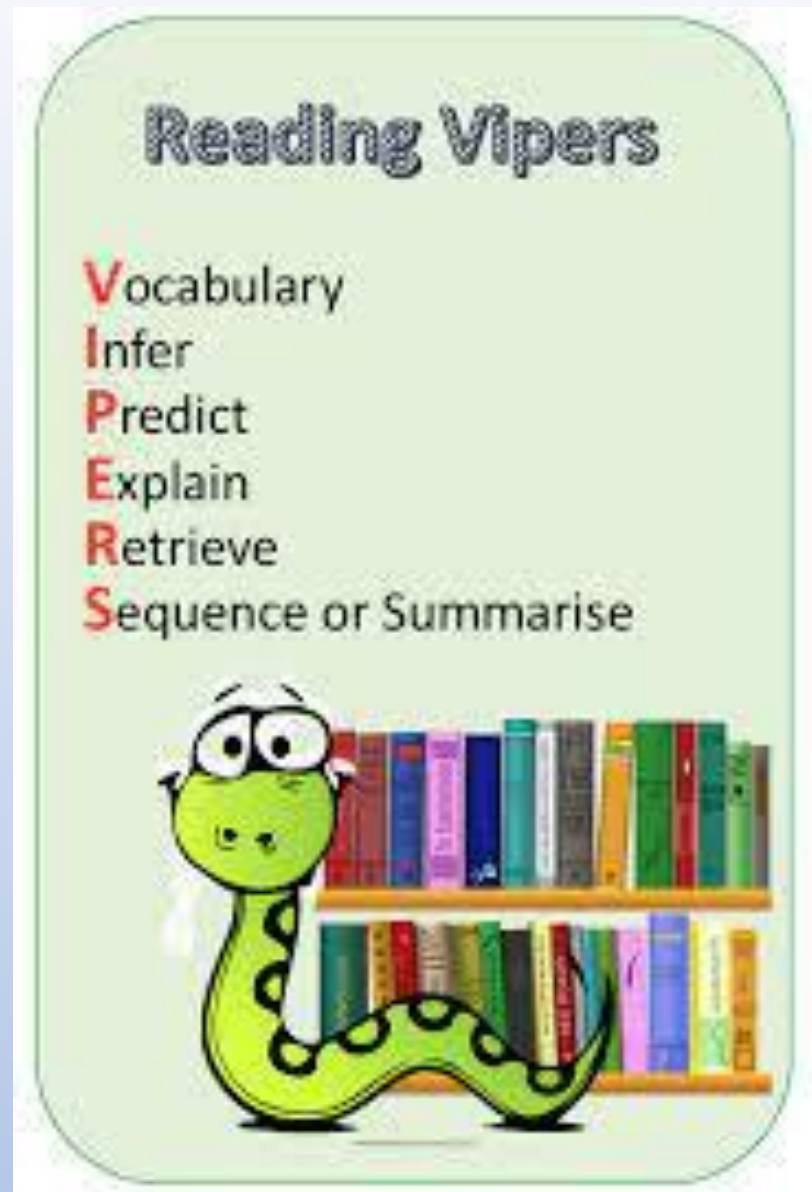 Reading Vipers
Vocabulary
Infer
Predict
Explain
Retrieve
Sequence or Summarise